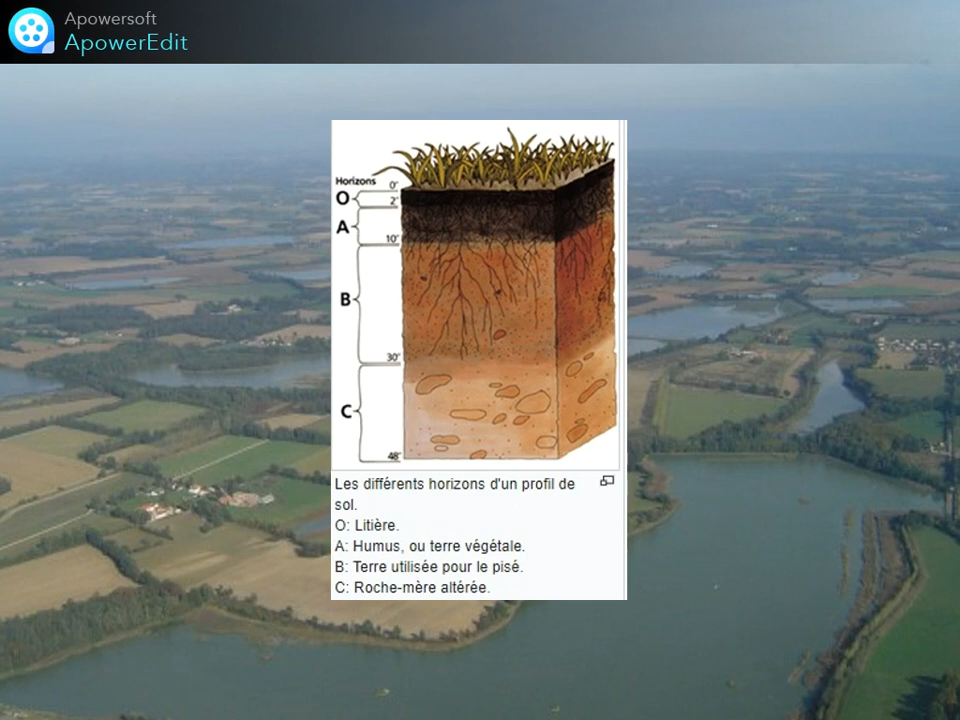 Apowersoft
ApowerEdit
Horizons
0"
O
2"
A
10"
B
30"
C
48"
Les différents horizons d'un profil de
sol.
O: Litière.
A: Humus, ou terre végétale.
B: Terre utilisée pour le pisé.
C: Roche-mère altérée.